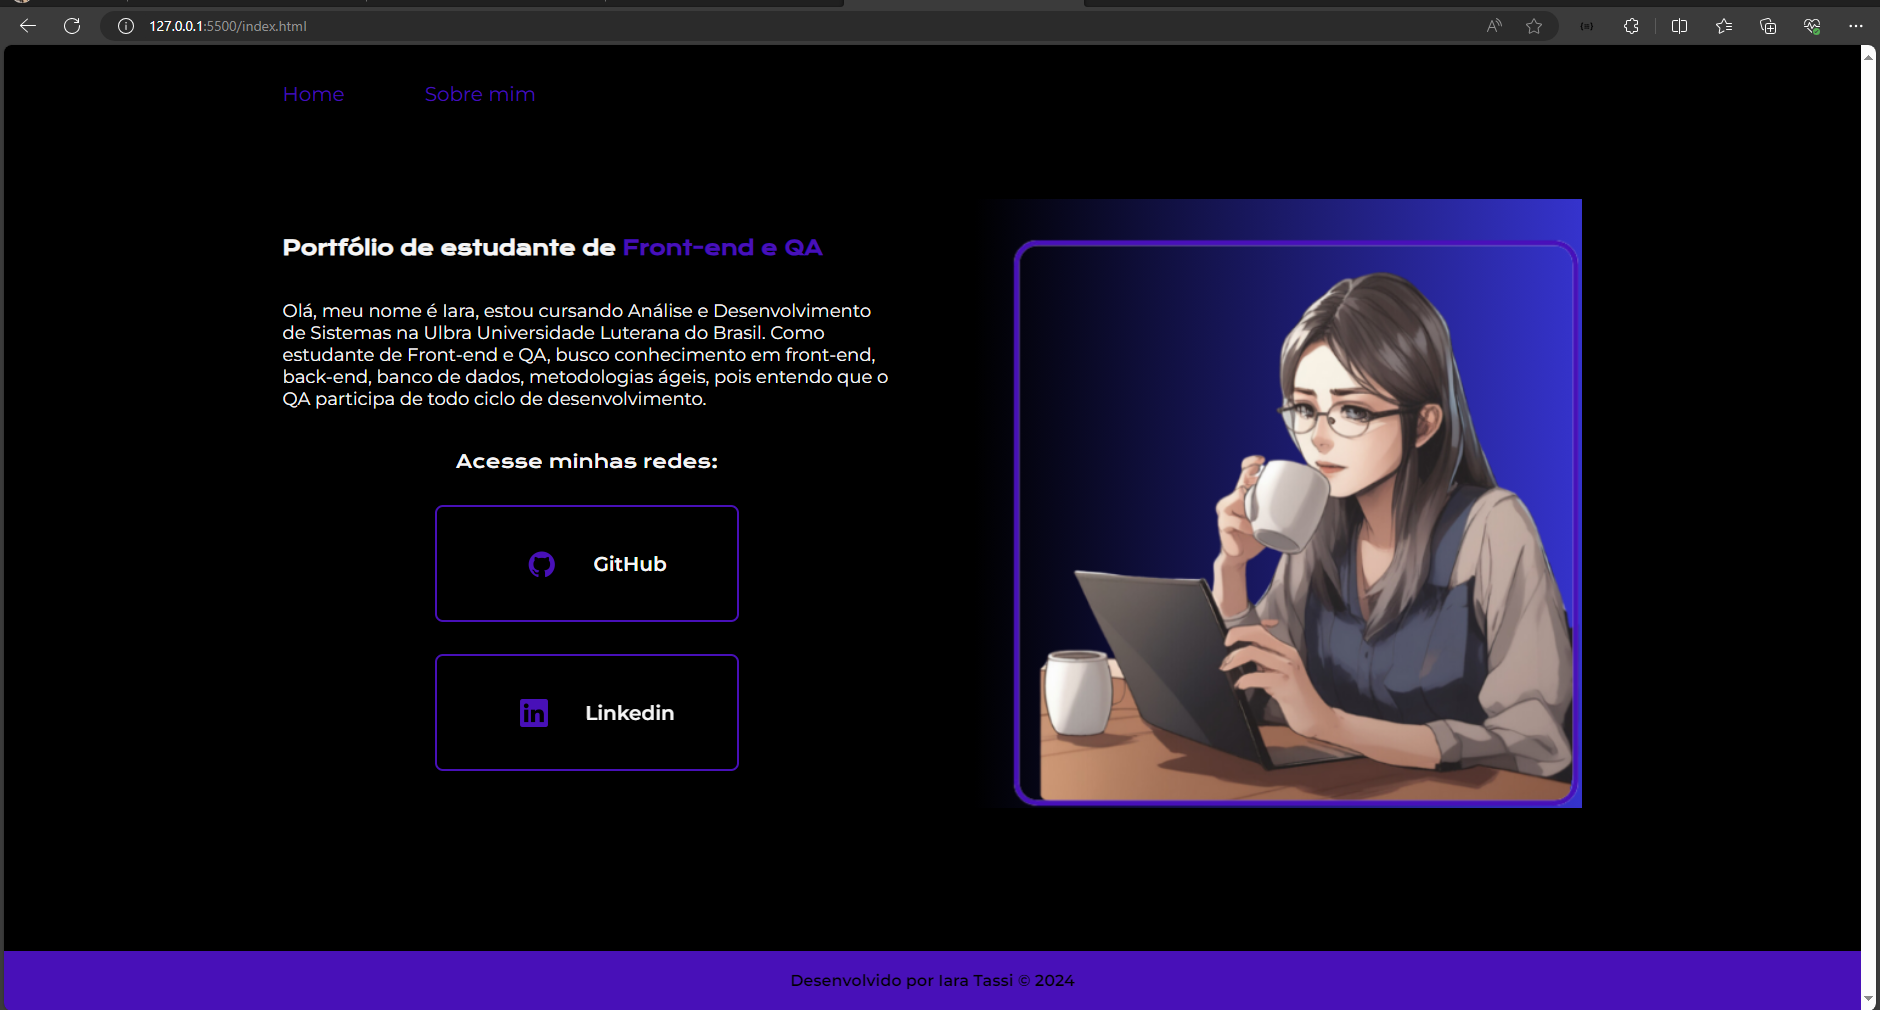 127.0.0.1:5500/index.html
Home Sobre mim
Portfólio de estudante de Front-end e QA
Olá, meu nome é Iara, estou cursando Análise e Desenvolvimento
de Sistemas na Ulbra Universidade Luterana do Brasil. Como
estudante de Front-end e QA, busco conhecimento em front-end,
back-end, banco de dados, metodologias ágeis, pois entendo que o
QA participa de todo ciclo de desenvolvimento.
Acesse minhas redes:
GitHub
Linkedin
Desenvolvido por Iara Tassi © 2024